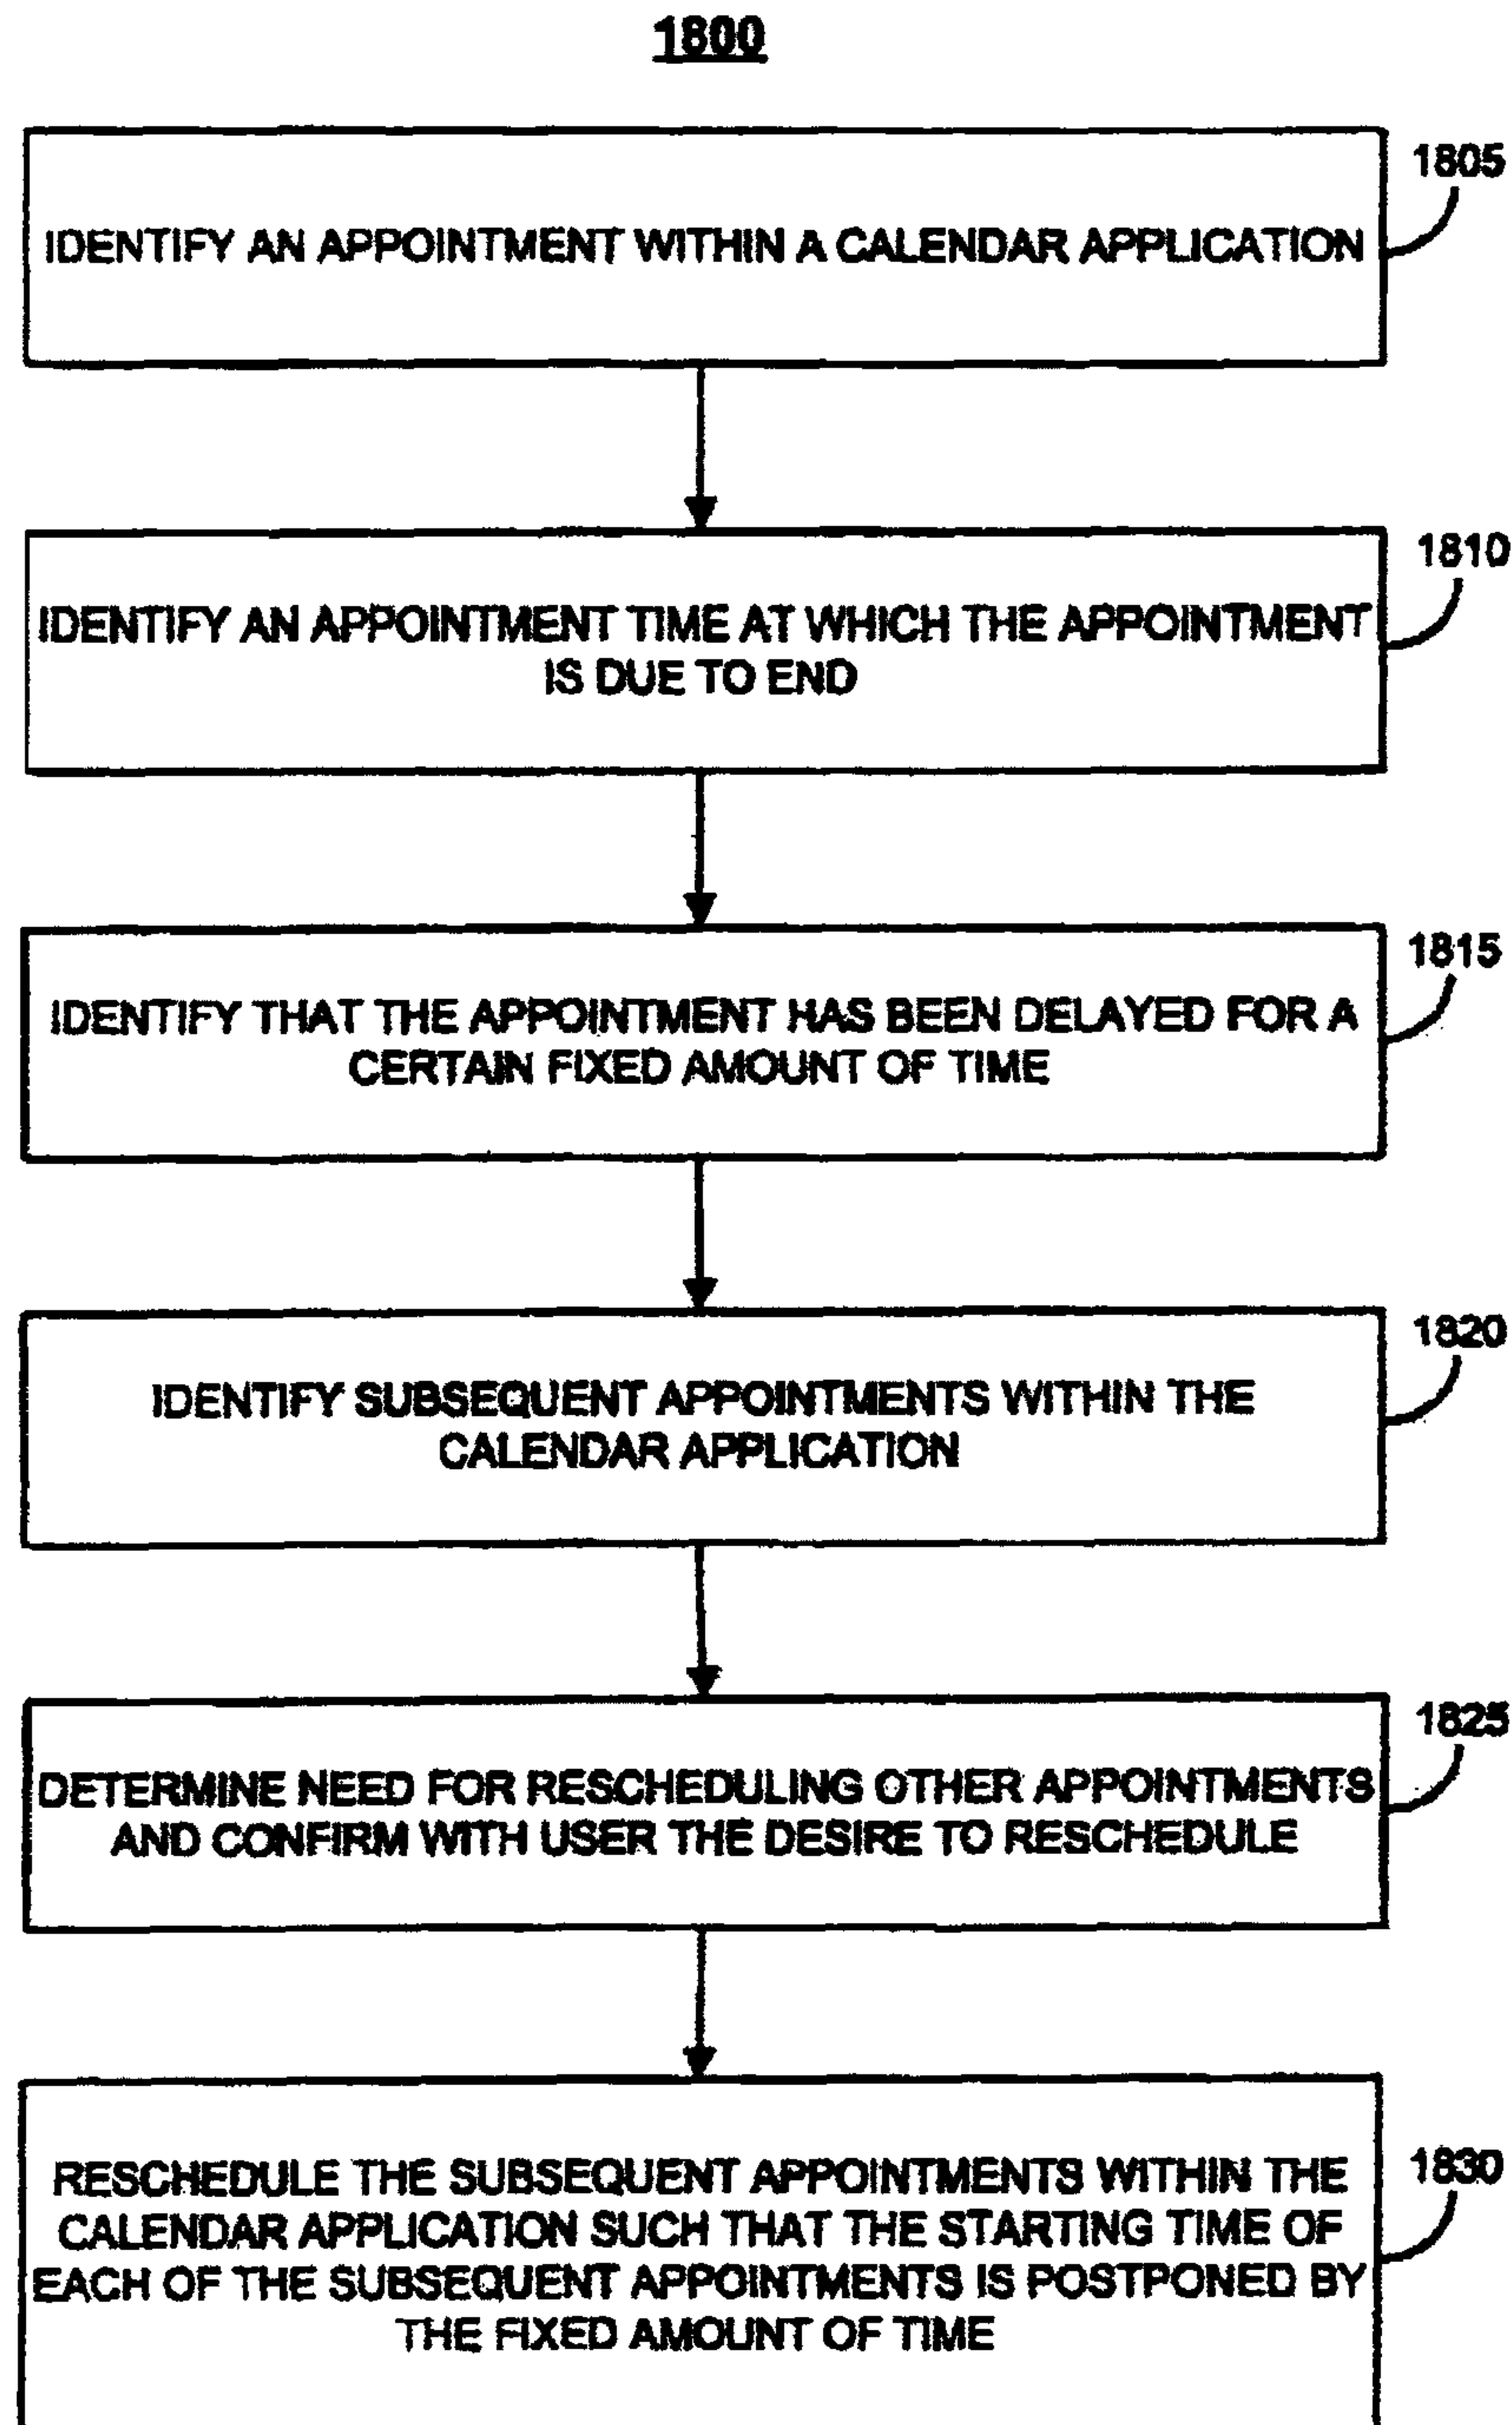 1800
1805
IDENTIFY AN APPOINTMENT WITHIN A CALENDAR APPLICATION
1810
IDENTIFY AN APPOINTMENT TIME AT WHICH THE APPOINTMENT
IS DUE TO END
1815
IDENTIFY THAT THE APPOINTMENT HAS BEEN DELAYED FOR A
CERTAIN FIXED AMOUNT OF TIME
1820
IDENTIFY SUBSEQUENT APPOINTMENTS WITHIN THE
CALENDAR APPLICATION
1825
DETERMINE NEED FOR RESCHEDULING OTHER APPOINTMENTS
AND CONFIRM WITH USER THE DESIRE TO RESCHEDULE
1830
RESCHEDULE THE SUBSEQUENT APPOINTMENTS WITHIN THE
CALENDAR APPLICATION SUCH THAT THE STARTING TIME OF
EACH OF THE SUBSEQUENT APPOINTMENTS IS POSTPONED BY
THE FIXED AMOUNT OF TIME